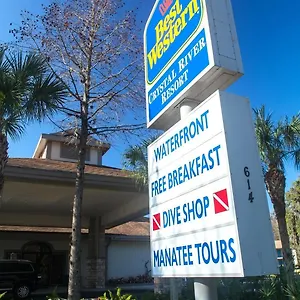 Best
Western
CRYSTAL RIVER
RESORT
WATERFRONT
FREE BREAKFAST
DIVE SHOP
MANATEE TOURS
614